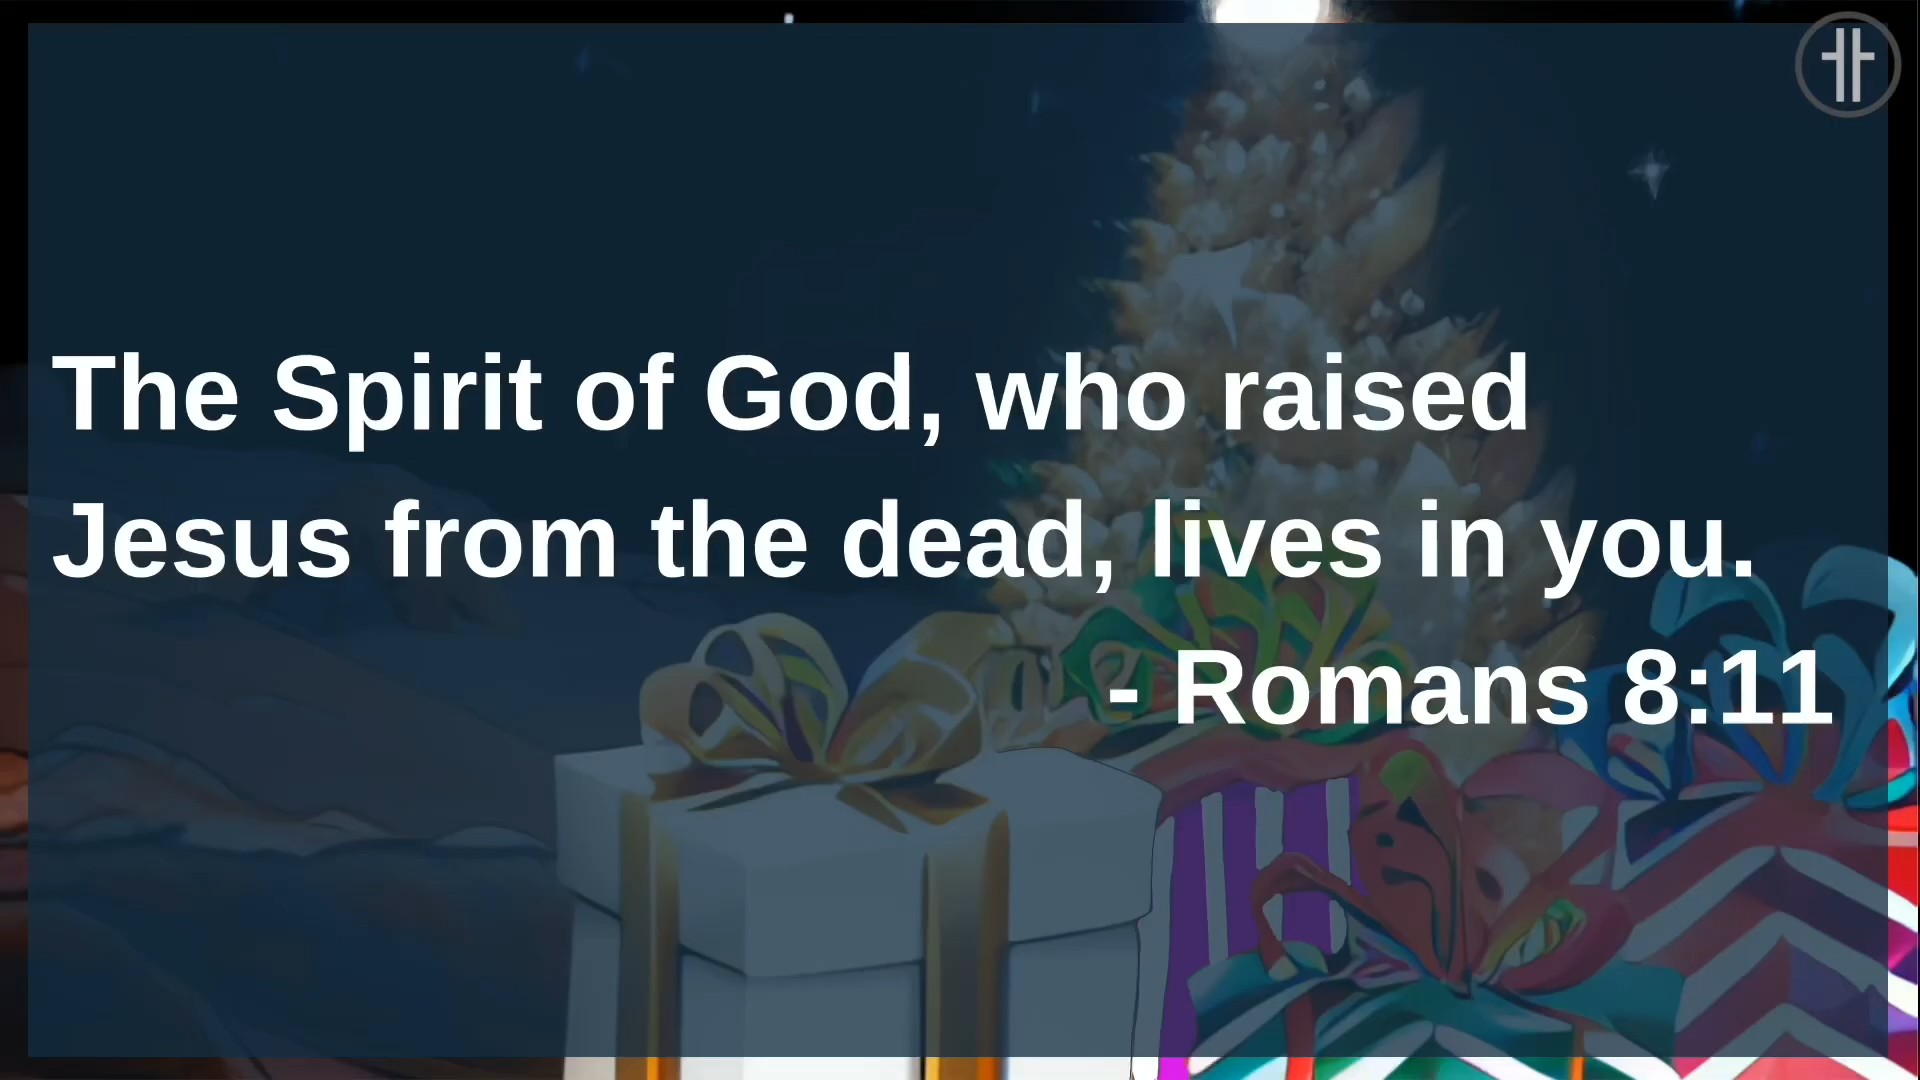 The Spirit of God, who raised
Jesus from the dead, lives in you.
- Romans 8:11